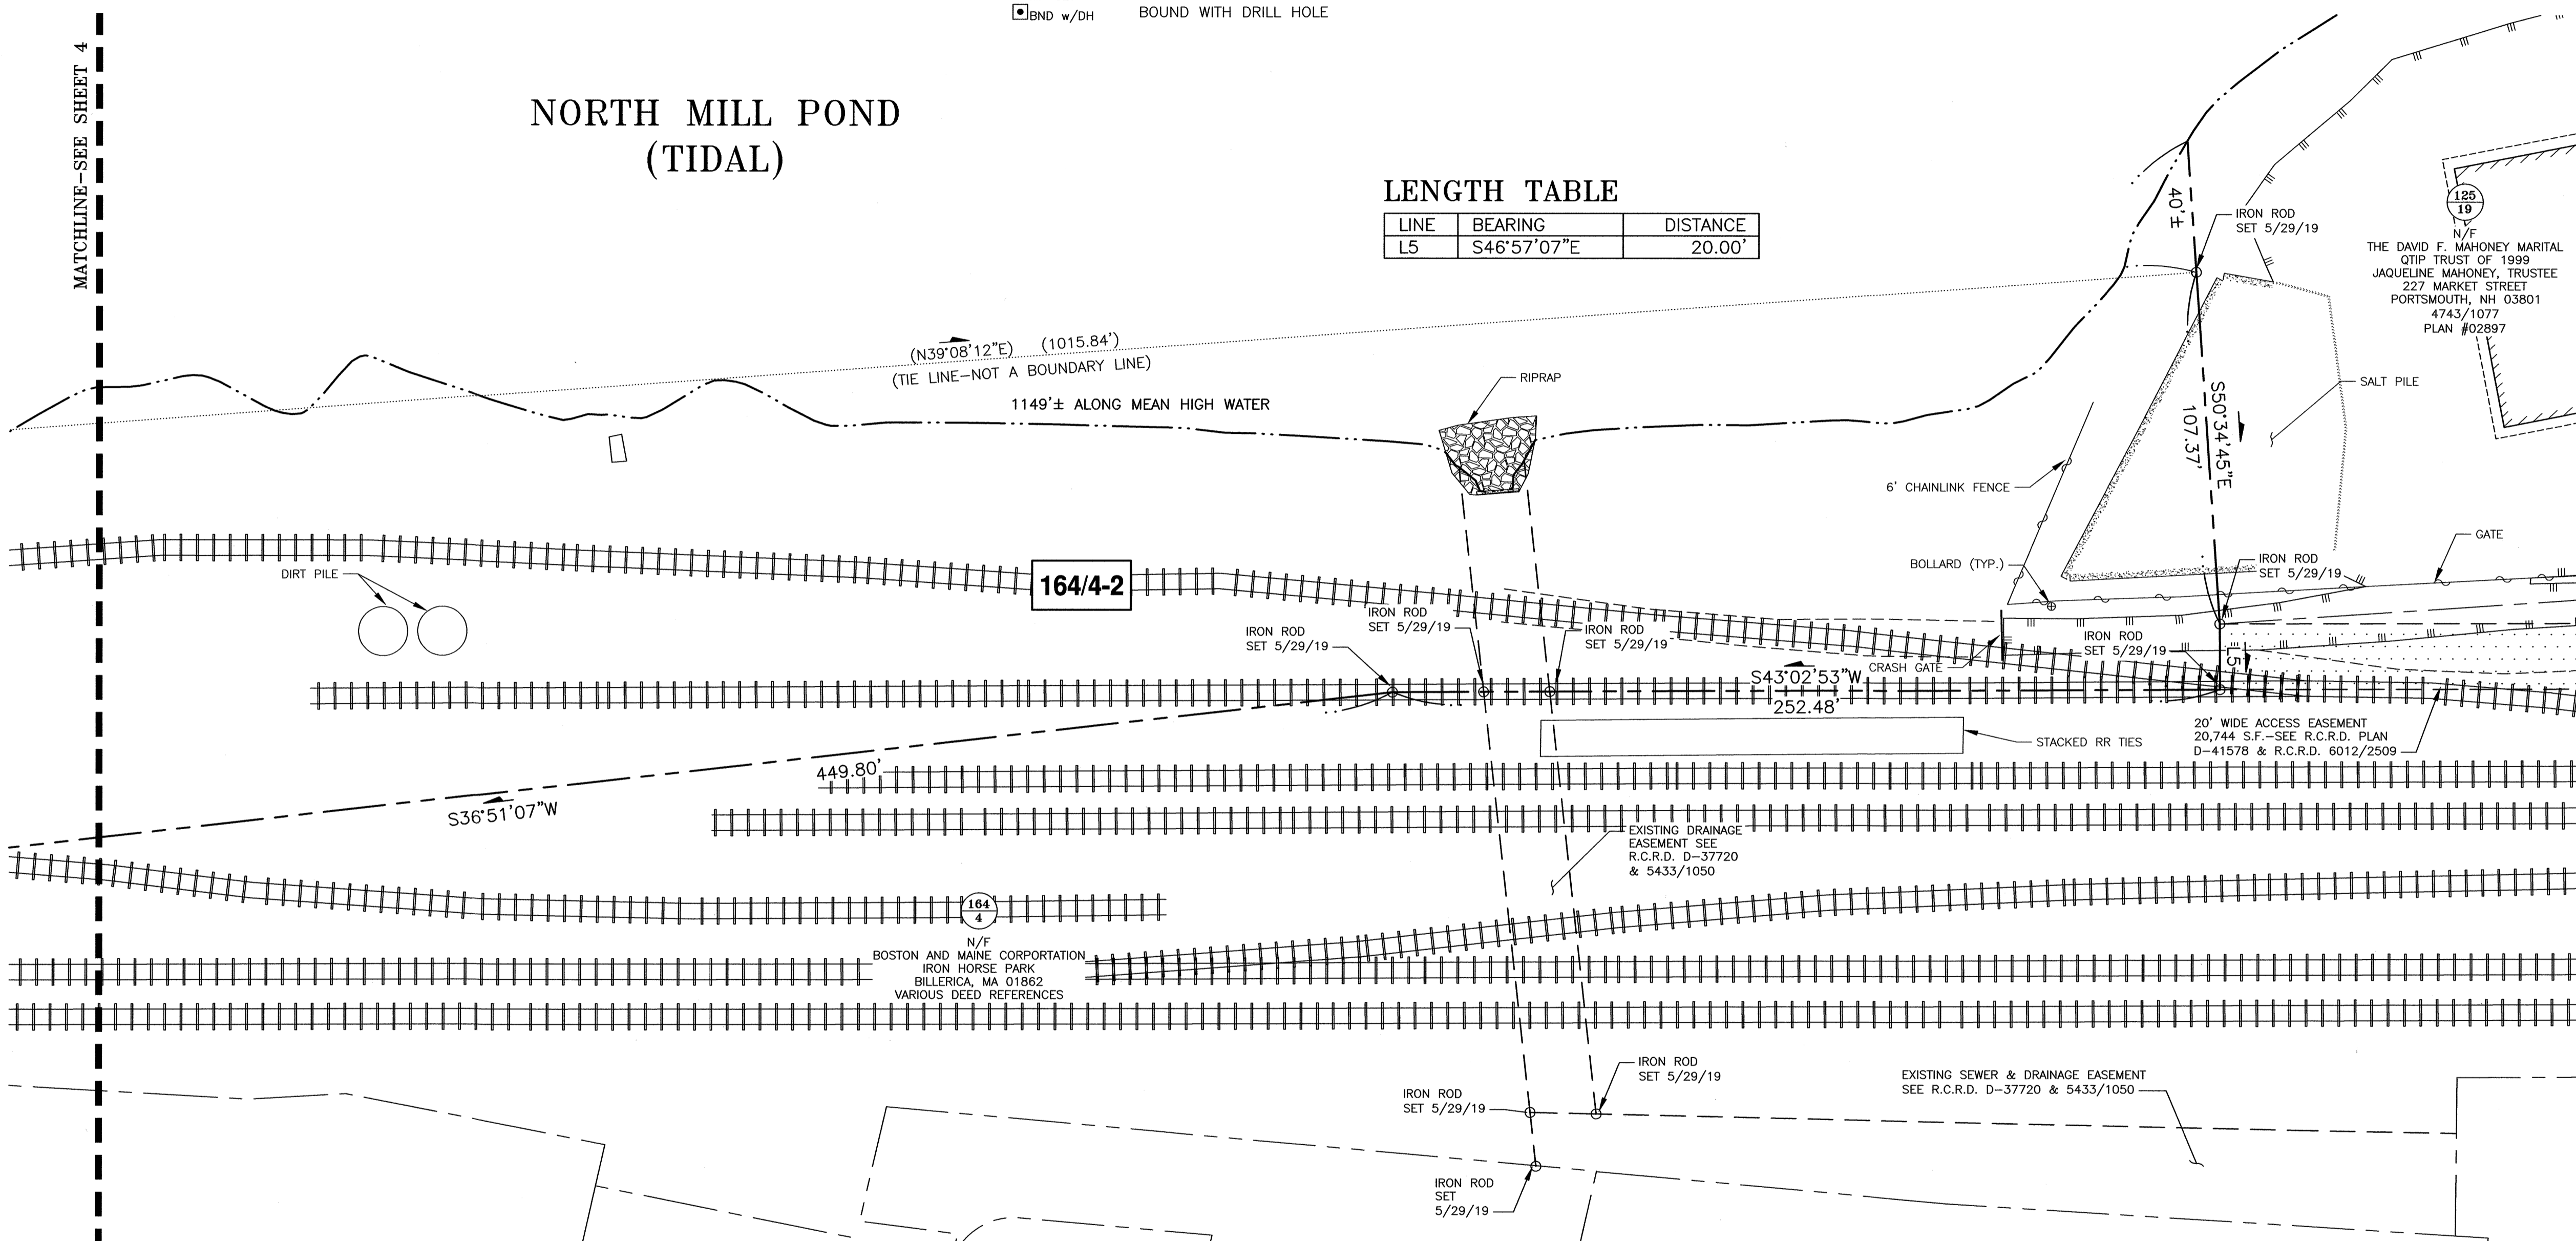 BND w/DH BOUND WITH DRILL HOLE
MATCHLINE-SEE SHEET 4
NORTH MILL POND
(TIDAL)
LENGTH TABLE
LINE BEARING DISTANCE
L5 S46°57'07"E 20.00'
40'±
IRON ROD
SET 5/29/19
125
19
N/F
THE DAVID F. MAHONEY MARITAL
QTIP TRUST OF 1999
JAQUELINE MAHONEY, TRUSTEE
227 MARKET STREET
PORTSMOUTH, NH 03801
4743/1077
PLAN #02897
(N39°08'12"E) (1015.84')
(TIE LINE-NOT A BOUNDARY LINE)
1149'± ALONG MEAN HIGH WATER
RIPRAP
SALT PILE
S50°34'45"E
107.37'
6' CHAINLINK FENCE
GATE
BOLLARD (TYP.)
IRON ROD
SET 5/29/19
DIRT PILE
164/4-2
IRON ROD
SET 5/29/19
IRON ROD
SET 5/29/19
IRON ROD
SET 5/29/19
IRON ROD
SET 5/29/19
CRASH GATE
L5
S43°02'53"W
252.48'
20' WIDE ACCESS EASEMENT
20,744 S.F.-SEE R.C.R.D. PLAN
D-41578 & R.C.R.D. 6012/2509
STACKED RR TIES
449.80'
S36°51'07"W
EXISTING DRAINAGE
EASEMENT SEE
R.C.R.D. D-37720
& 5433/1050
164
4
N/F
BOSTON AND MAINE CORPORTATION
IRON HORSE PARK
BILLERICA, MA 01862
VARIOUS DEED REFERENCES
IRON ROD
SET 5/29/19
IRON ROD
SET 5/29/19
EXISTING SEWER & DRAINAGE EASEMENT
SEE R.C.R.D. D-37720 & 5433/1050
IRON ROD
SET
5/29/19